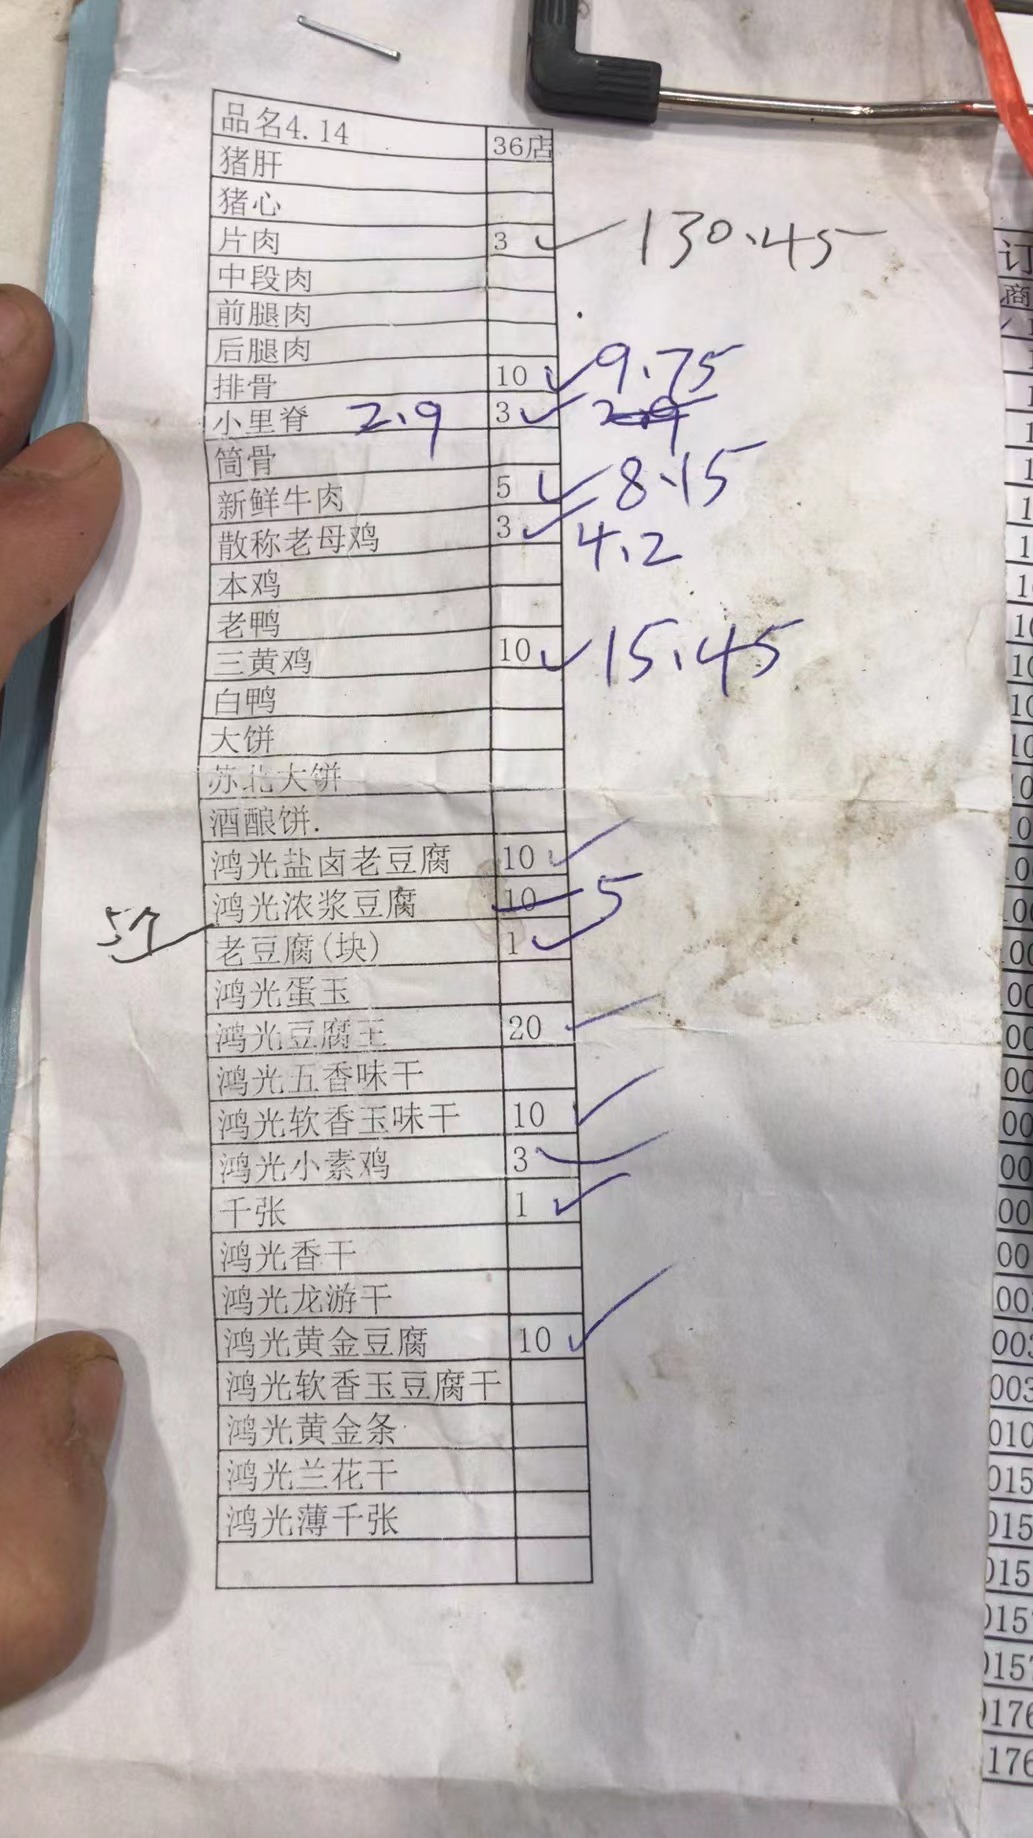 品名4.14 36店
猪肝
猪心
片肉 3 130.45
中段肉
前腿肉
后腿肉
排骨 10 9.75
小里脊 2.9 3 2.9
筒骨
新鲜牛肉 5 8.15
散称老母鸡 3 4.2
本鸡
老鸭
三黄鸡 10 15.45
白鸭
大饼
苏北大饼
酒酿饼.
鸿光盐卤老豆腐 10
鸿光浓浆豆腐 10 5
老豆腐(块) 1
鸿光蛋玉
鸿光豆腐王 20
鸿光五香味干
鸿光软香玉味干 10
鸿光小素鸡 3
千张 1
鸿光香干
鸿光龙游干
鸿光黄金豆腐 10
鸿光软香玉豆腐干
鸿光黄金条
鸿光兰花干
鸿光薄千张
订
商